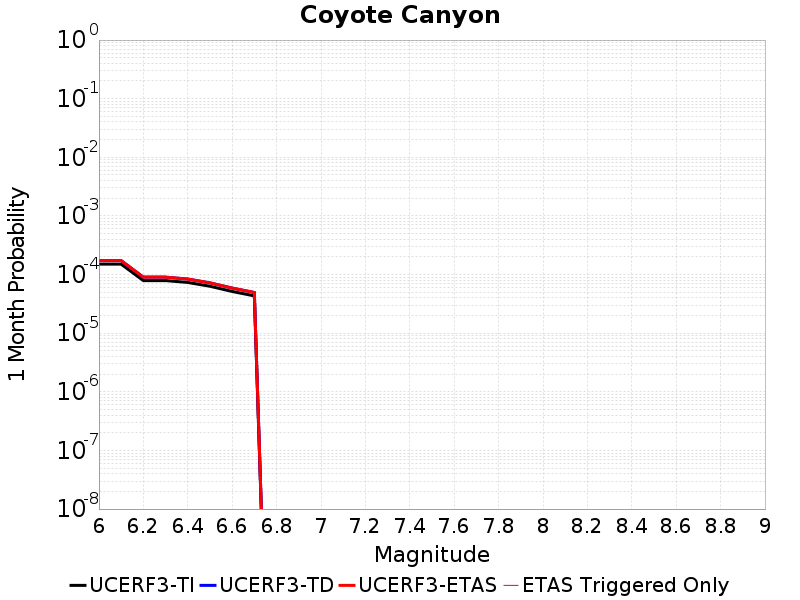 Coyote Canyon
10^0
10^-1
10^-2
10^-3
10^-4
10^-5
10^-6
10^-7
10^-8
1 Month Probability
6 6.2 6.4 6.6 6.8 7 7.2 7.4 7.6 7.8 8 8.2 8.4 8.6 8.8 9
Magnitude
UCERF3-TI UCERF3-TD UCERF3-ETAS ETAS Triggered Only